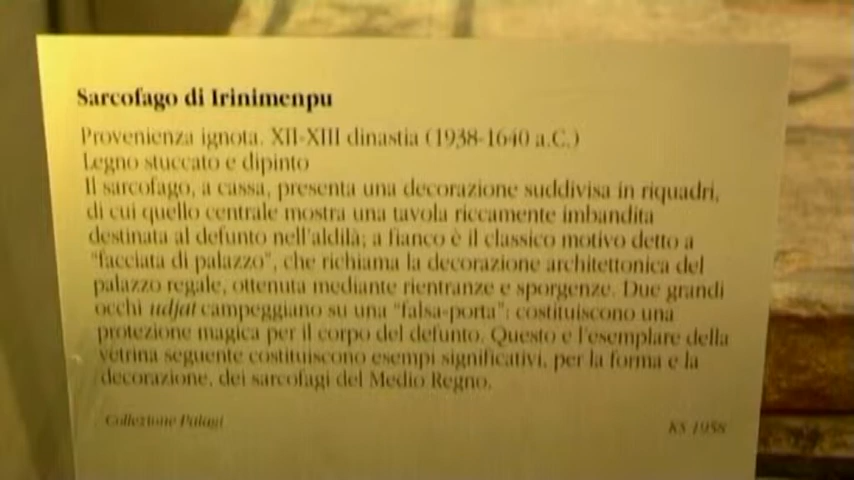 Sarcofago di Irinimenpu
Provenienza ignota. XII-XIII dinastia (1938-1640 a.C.)
Legno stuccato e dipinto
Il sarcofago, a cassa, presenta una decorazione suddivisa in riquadri,
di cui quello centrale mostra una tavola riccamente imbandita
destinata al defunto nell'aldilà; a fianco è il classico motivo detto a
"facciata di palazzo", che richiama la decorazione architettonica del
palazzo regale, ottenuta mediante rientranze e sporgenze. Due grandi
occhi udjat campeggiano su una "falsa-porta": costituiscono una
protezione magica per il corpo del defunto. Questo e l'esemplare della
vetrina seguente costituiscono esempi significativi, per la forma e la
decorazione, dei sarcofagi del Medio Regno.
Collezione Palagi
KS 1958